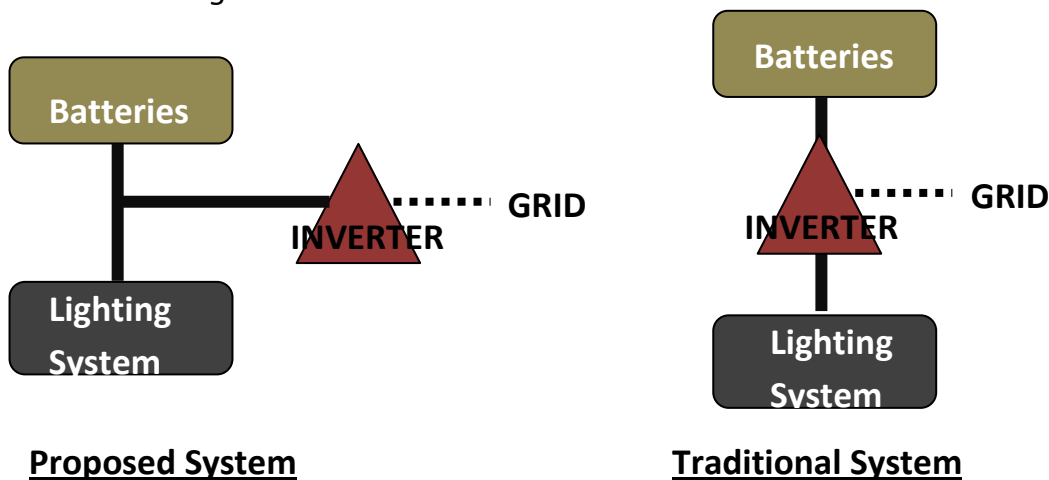 Batteries
INVERTER
GRID
Lighting
System
Proposed System
Batteries
INVERTER
GRID
Lighting
System
Traditional System